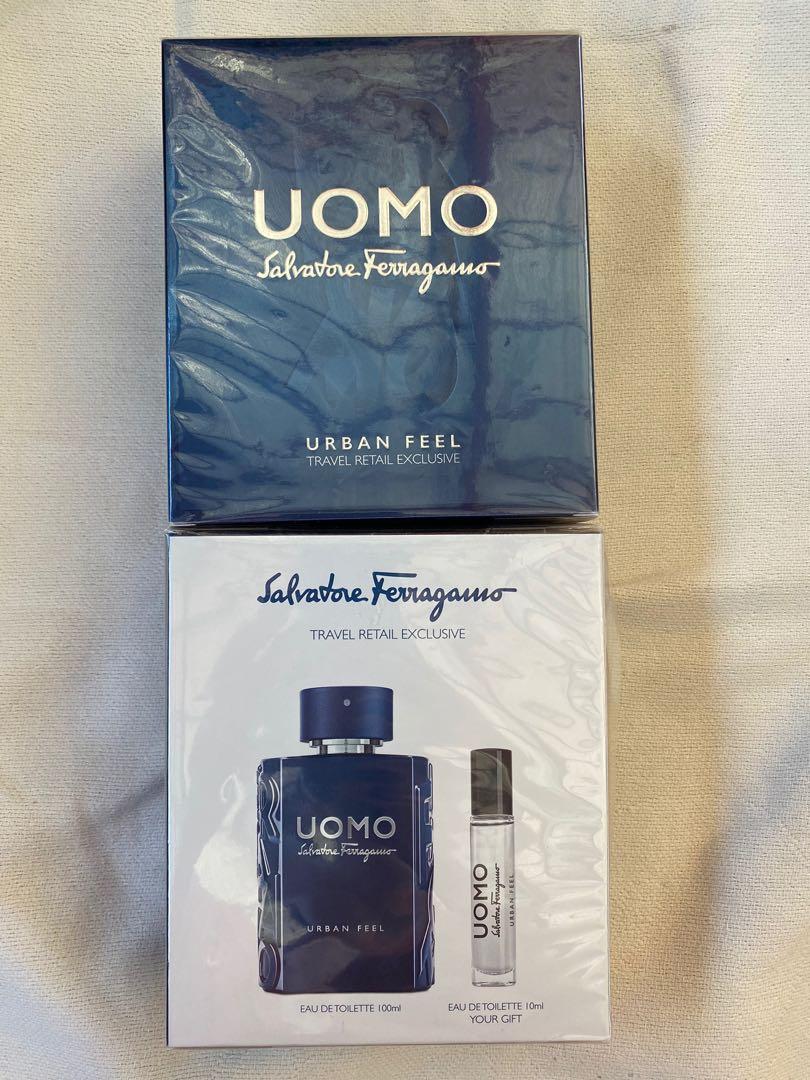 UOMO
Salvatore Ferragamo
URBAN FEEL
TRAVEL RETAIL EXCLUSIVE
Salvatore Ferragamo
TRAVEL RETAIL EXCLUSIVE
UOMO
Salvatore Ferragamo
URBAN FEEL
UOMO
Salvatore Ferragamo
URBAN FEEL
EAU DE TOILETTE 100ml
EAU DE TOILETTE 10ml
YOUR GIFT